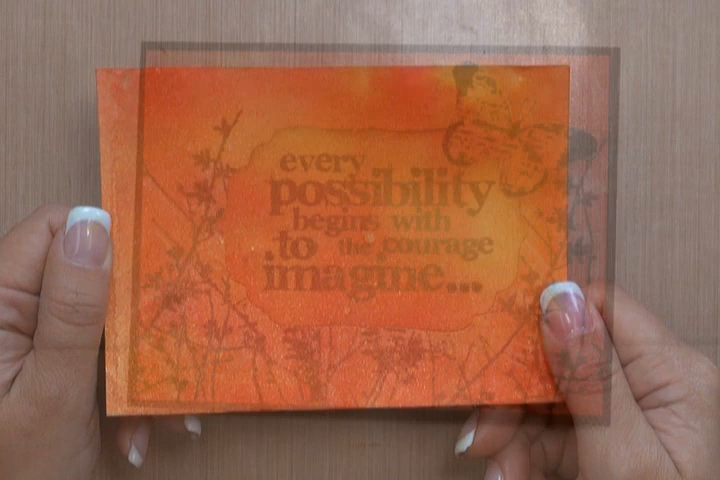 every
possibility
begins with
to the courage
imagine...